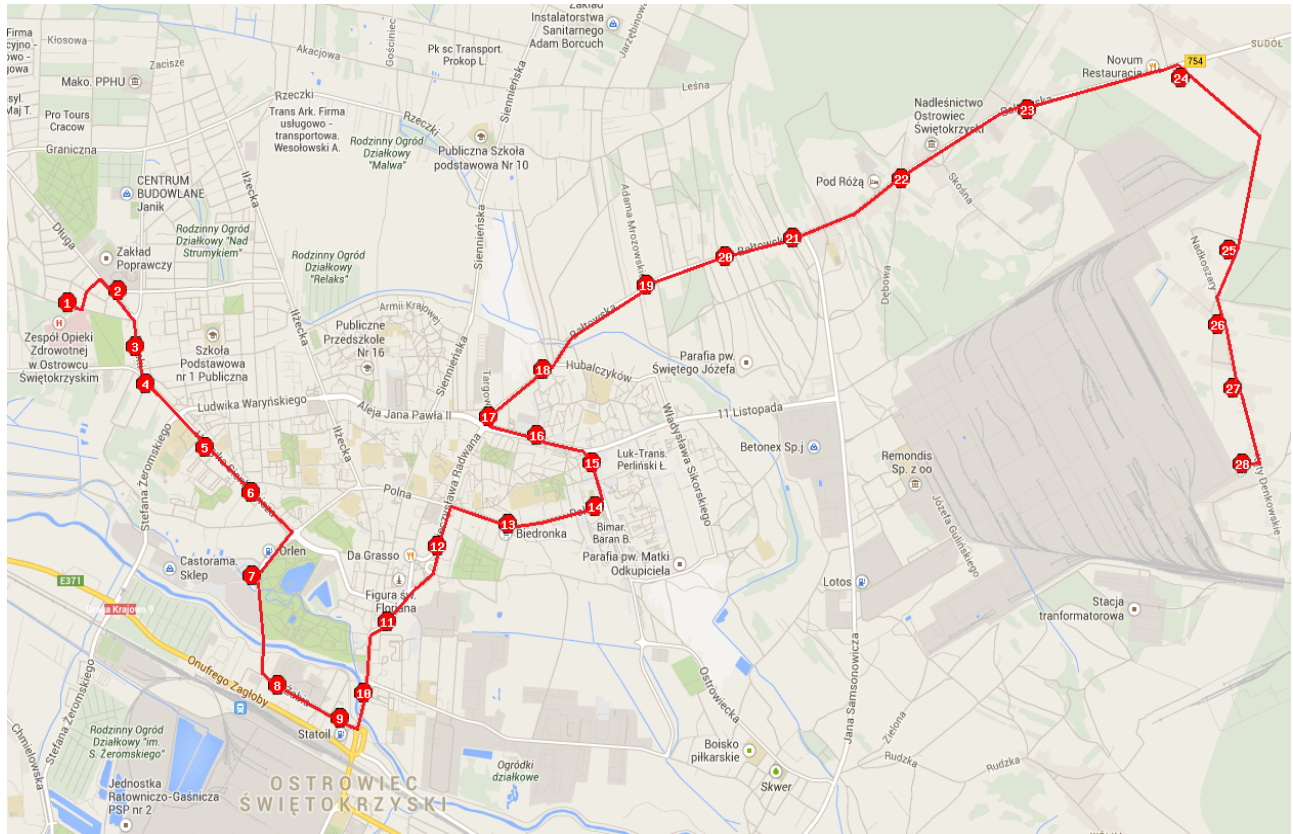 Firma
Kłosowa
Zacisze
Mako. PPHU
Maj T.
Pro Tours
Cracow
Graniczna
Akacjowa
Gościniec
Pk sc Transport.
Prokop L.
Zakład
Instalatorstwa
Sanitarnego
Adam Borcuch
Jarzębinowa
Siennieńska
Rzeczki
Rzeczki
Trans Ark. Firma
usługowo -
transportowa.
Wesołowski A.
Rodzinny Ogród
Działkowy
"Malwa"
Publiczna Szkoła
podstawowa Nr 10
Leśna
Novum
Restauracja
754
SUDÓŁ
24
23
Nadleśnictwo
Ostrowiec
Świętokrzyski
Bałtowska
Pod Różą
22
Skośna
Iłżecka
CENTRUM
BUDOWLANE
Janik
Długa
Rodzinny Ogród
Działkowy "Nad
Strumykiem"
Zakład
Poprawczy
Rodzinny Ogród
Działkowy
"Relaks"
Siennieńska
Adama Mrozowskiego
20
Bałtowska
21
19
25
Nadkoszary
Dębowa
1
2
Zespół Opieki
Zdrowotnej
w.Ostrowcu
Świętokrzyskim
3
4
Szkoła
Podstawowa
nr 1 Publiczna
Iłżecka
Armii Krajowej
Publiczne
Przedszkole
Nr 16
Siennieńska
Bałtowska
26
18
Hubalczyków
Parafia pw.
Świętego Józefa
Targowa
27
Ludwika Waryńskiego
Aleja Jana Pawła II
17
16
11 Listopada
Władysława Sikorskiego
Stefana Żeromskiego
5
Iłżecka
15
Luk-Trans.
Perliński Ł.
Betonex Sp.j
Remondis
Sp. z oo
28
6
Polna
14
13
Biedronka
Bimar.
Baran B.
Józefa Gulińskiego
Orlen
Castorama.
Sklep
7
Da Grasso
12
Parafia pw. Matki
Odkupiciela
Lotos
E371
Droga Krajowa 9
Figura św.
Floriana
11
Stacja
tranformatorowa
Onufrego Zagłoby
8
Żabia
10
9
Statoil
Ostrowiecka
Jana Samsonowicza
Zielona
Stefana Żeromskiego
Chmielowska
Rodzinny Ogród
Działkowy "im.
S. Żeromskiego"
Jednostka
Ratowniczo-Gaśnicza
PSP nr 2
OSTROWIEC
ŚWIĘTOKRZYSKI
Ogródki
działkowe
Boisko
piłkarskie
Skwer
Rudzka
Rudzka